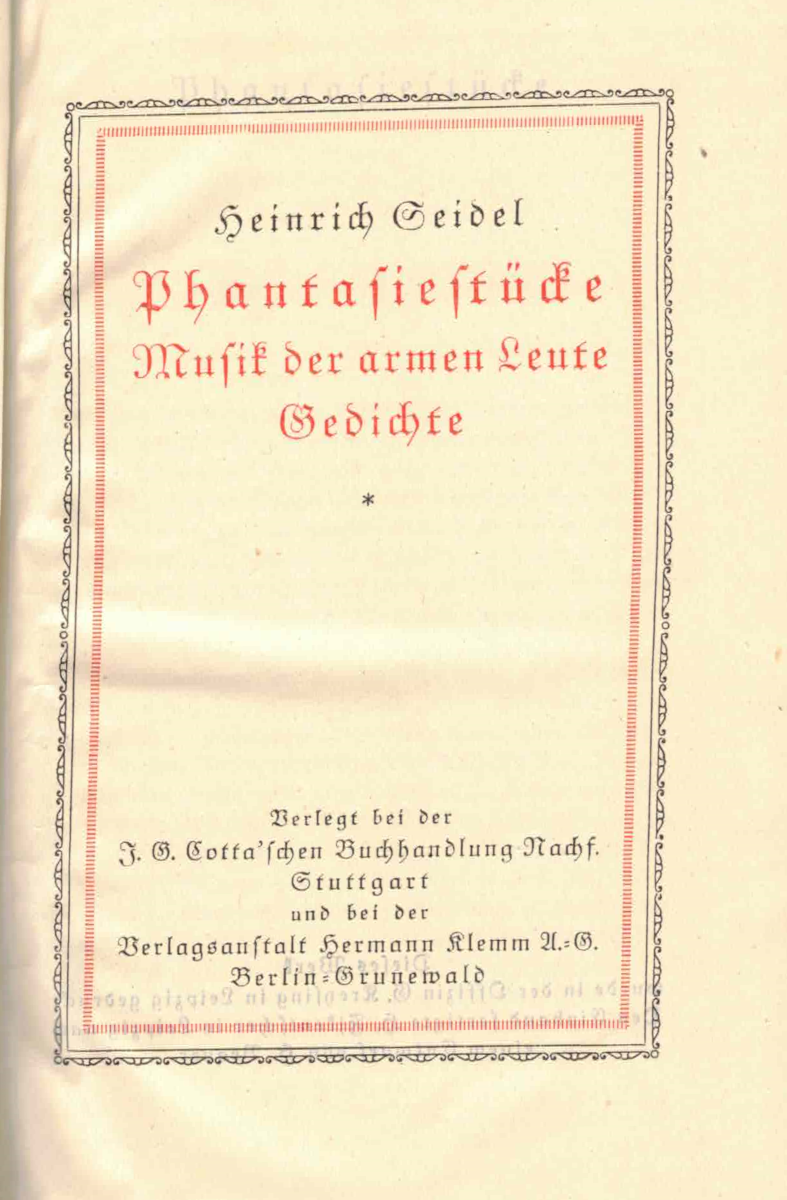 Heinrich Seidel
Phantasiestücke
Musik der armen Leute
Gedichte
*
Verlegt bei der
J. G. Cotta'schen Buchhandlung Nachf.
Stuttgart
und bei der
Verlagsanstalt Hermann Klemm A.=G.
Berlin=Grunewald